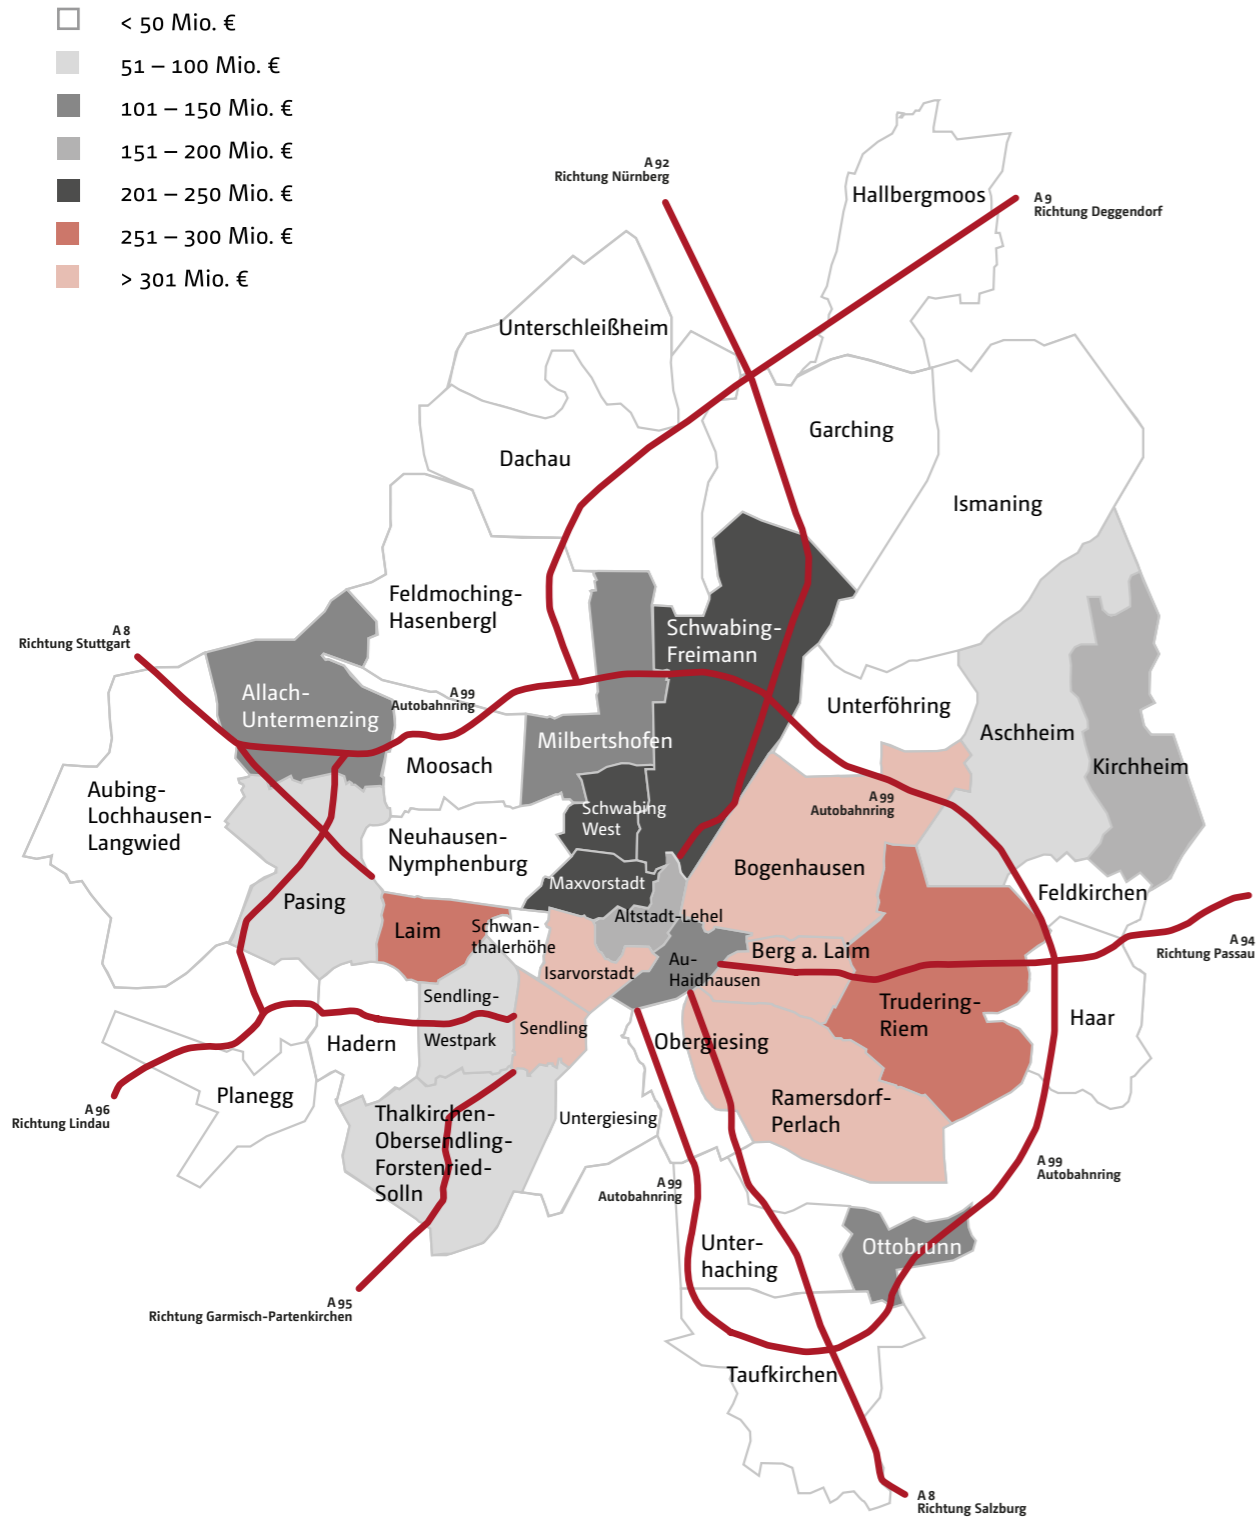 < 50 Mio. €
51 – 100 Mio. €
101 – 150 Mio. €
151 – 200 Mio. €
201 – 250 Mio. €
251 – 300 Mio. €
> 301 Mio. €
A 92
Richtung Nürnberg
Hallbergmoos
A 9
Richtung Deggendorf
Unterschleißheim
Garching
Dachau
Ismaning
Feldmoching-
Hasenbergl
Schwabing-
Freimann
A 8
Richtung Stuttgart
Allach-
Untermenzing
A 99
Autobahnring
Unterföhring
Aschheim
Milbertshofen
Moosach
Kirchheim
Aubing-
Lochhausen-
Langwied
Schwabing
West
A 99
Autobahnring
Neuhausen-
Nymphenburg
Bogenhausen
Maxvorstadt
Feldkirchen
Pasing
Laim
Schwan-
thalerhöhe
Altstadt-Lehel
A 94
Richtung Passau
Isarvorstadt
Au-
Haidhausen
Berg a. Laim
Sendling-
Westpark
Sendling
Trudering-
Riem
Haar
Hadern
Obergiesing
Planegg
Ramersdorf-
Perlach
A 96
Richtung Lindau
Thalkirchen-
Obersendling-
Forstenried-
Solln
Untergiesing
A 99
Autobahnring
A 99
Autobahnring
Unter-
haching
Ottobrunn
A 95
Richtung Garmisch-Partenkirchen
Taufkirchen
A 8
Richtung Salzburg